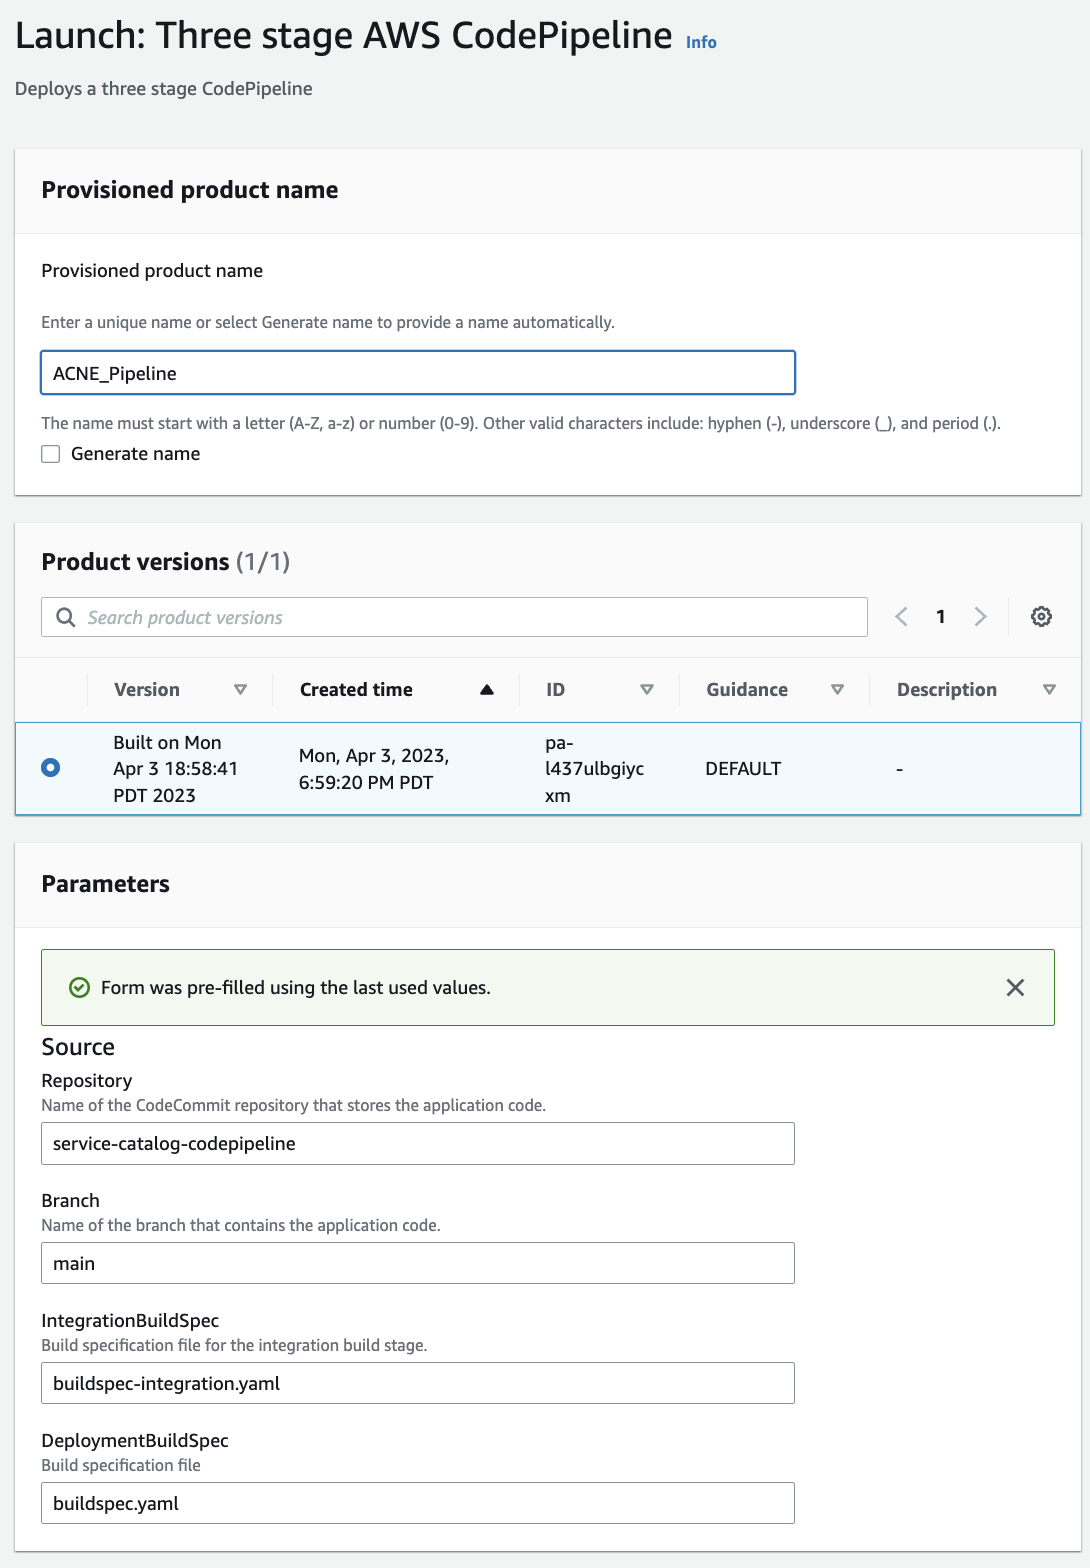 Launch: Three stage AWS CodePipeline Info
Deploys a three stage CodePipeline
Provisioned product name
Provisioned product name
Enter a unique name or select Generate name to provide a name automatically.
ACNE_Pipeline
The name must start with a letter (A-Z, a-z) or number (0-9). Other valid characters include: hyphen (-), underscore (_), and period (.).
Generate name
Product versions (1/1)
Search product versions
1
Version Created time ID Guidance Description
Built on Mon
Apr 3 18:58:41
PDT 2023
Mon, Apr 3, 2023,
6:59:20 PM PDT
pa-
l437ulbgiyc
xm
DEFAULT
-
Parameters
Form was pre-filled using the last used values.
Source
Repository
Name of the CodeCommit repository that stores the application code.
service-catalog-codepipeline
Branch
Name of the branch that contains the application code.
main
IntegrationBuildSpec
Build specification file for the integration build stage.
buildspec-integration.yaml
DeploymentBuildSpec
Build specification file
buildspec.yaml